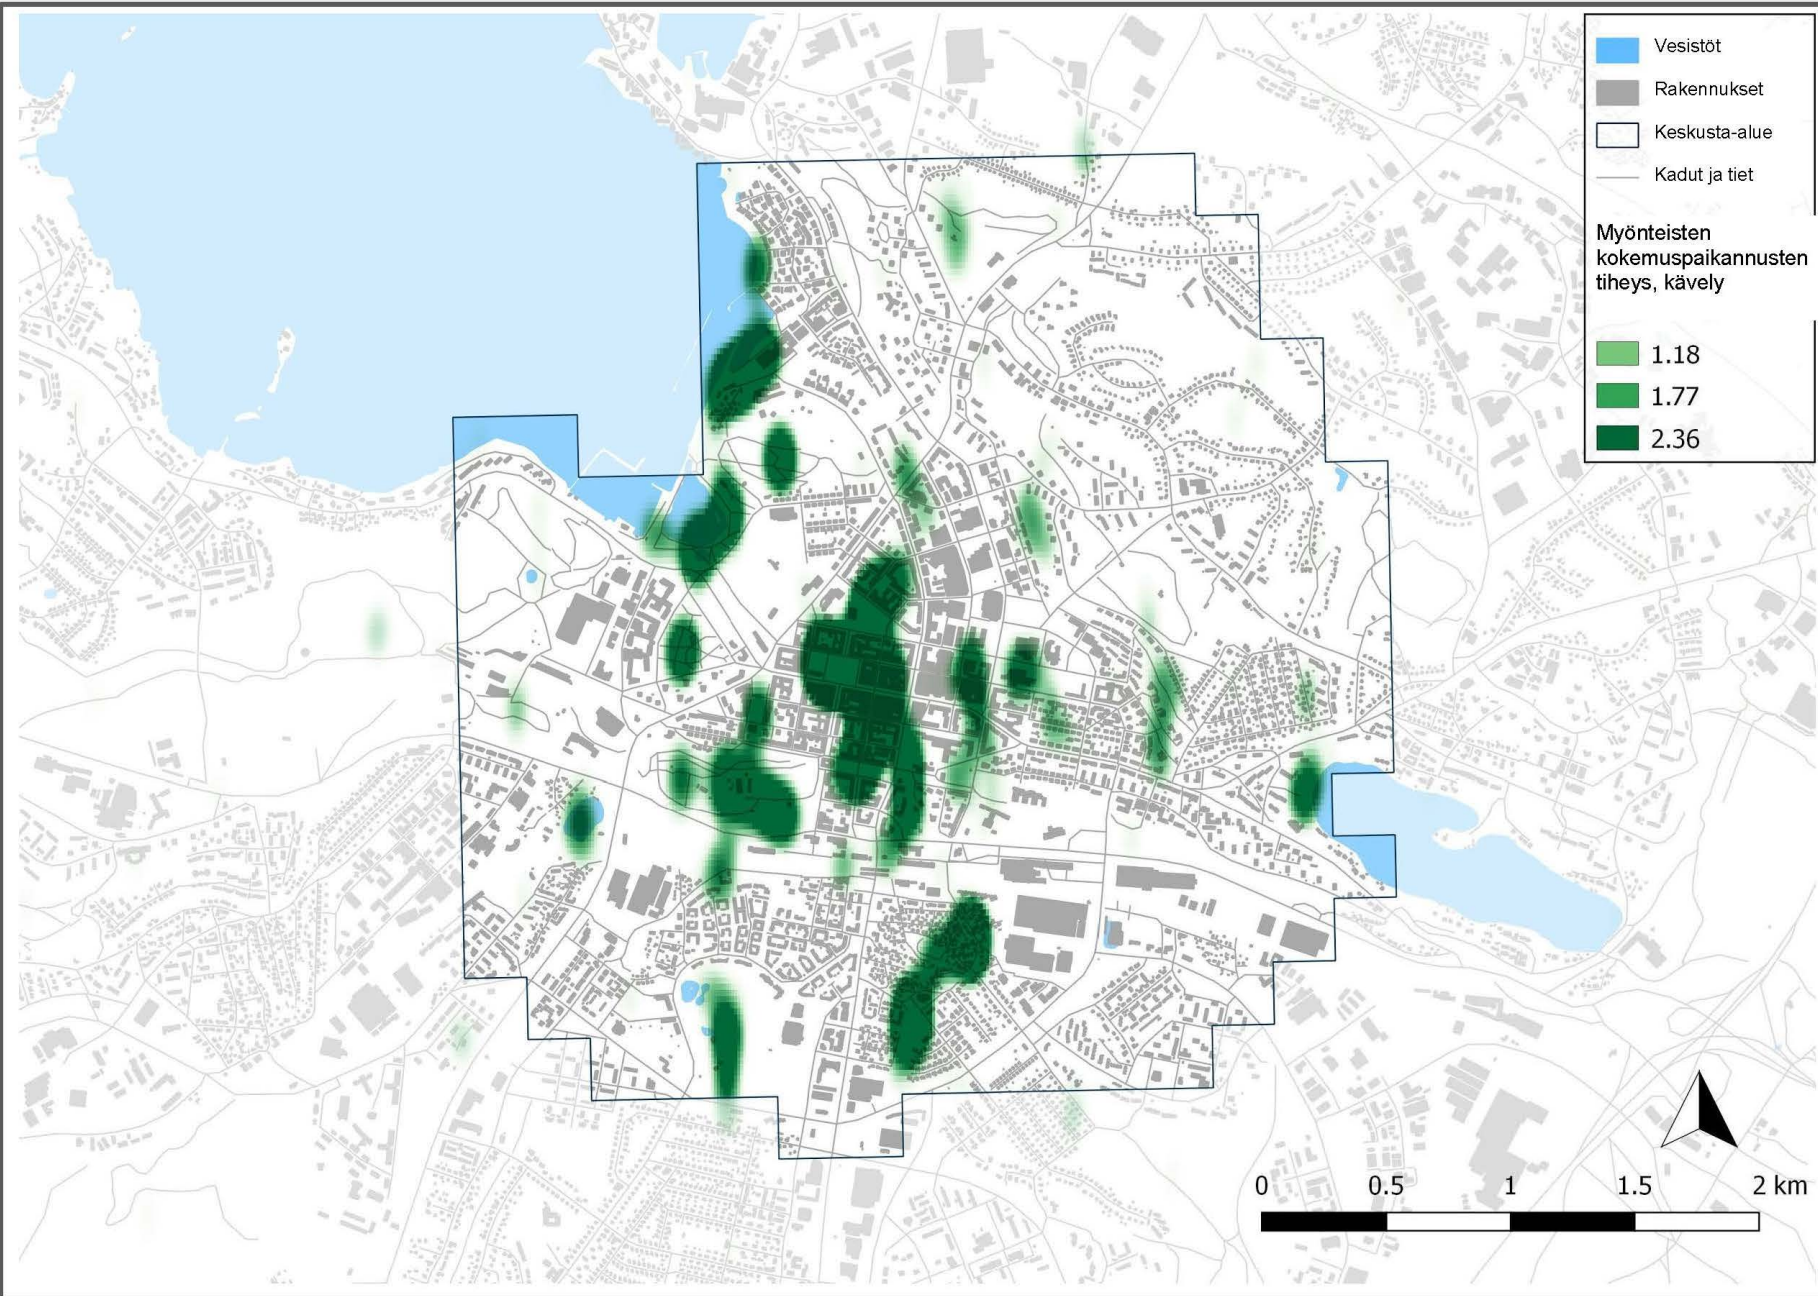 Vesistöt
Rakennukset
Keskusta-alue
Kadut ja tiet
Myönteisten
kokemuspaikannusten
tiheys, kävely
1.18
1.77
2.36
0 0.5 1 1.5 2 km